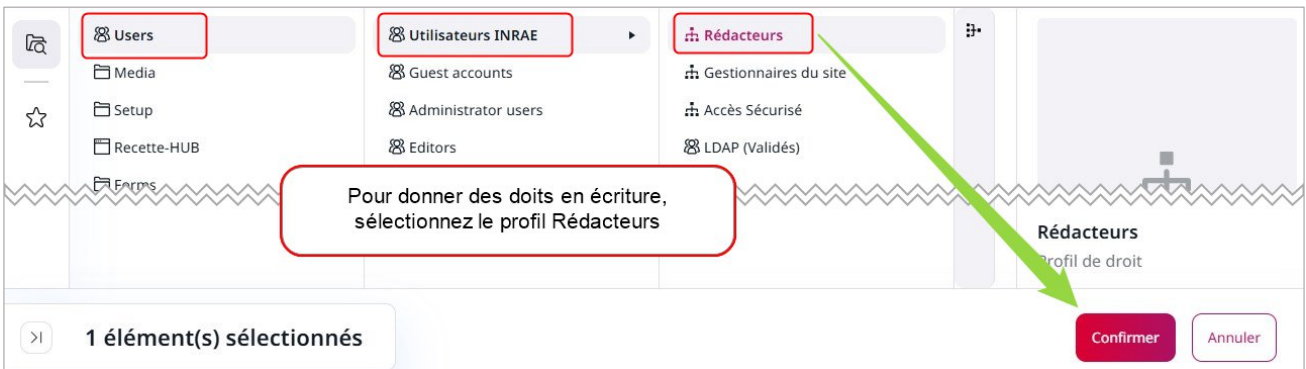 Users
Media
Setup
Recette-HUB
Forms
Utilisateurs INRAE
Guest accounts
Administrator users
Editors
Rédacteurs
Gestionnaires du site
Accès Sécurisé
LDAP (Validés)
Pour donner des doits en écriture,
sélectionnez le profil Rédacteurs
Rédacteurs
Profil de droit
1 élément(s) sélectionnés
Confirmer
Annuler